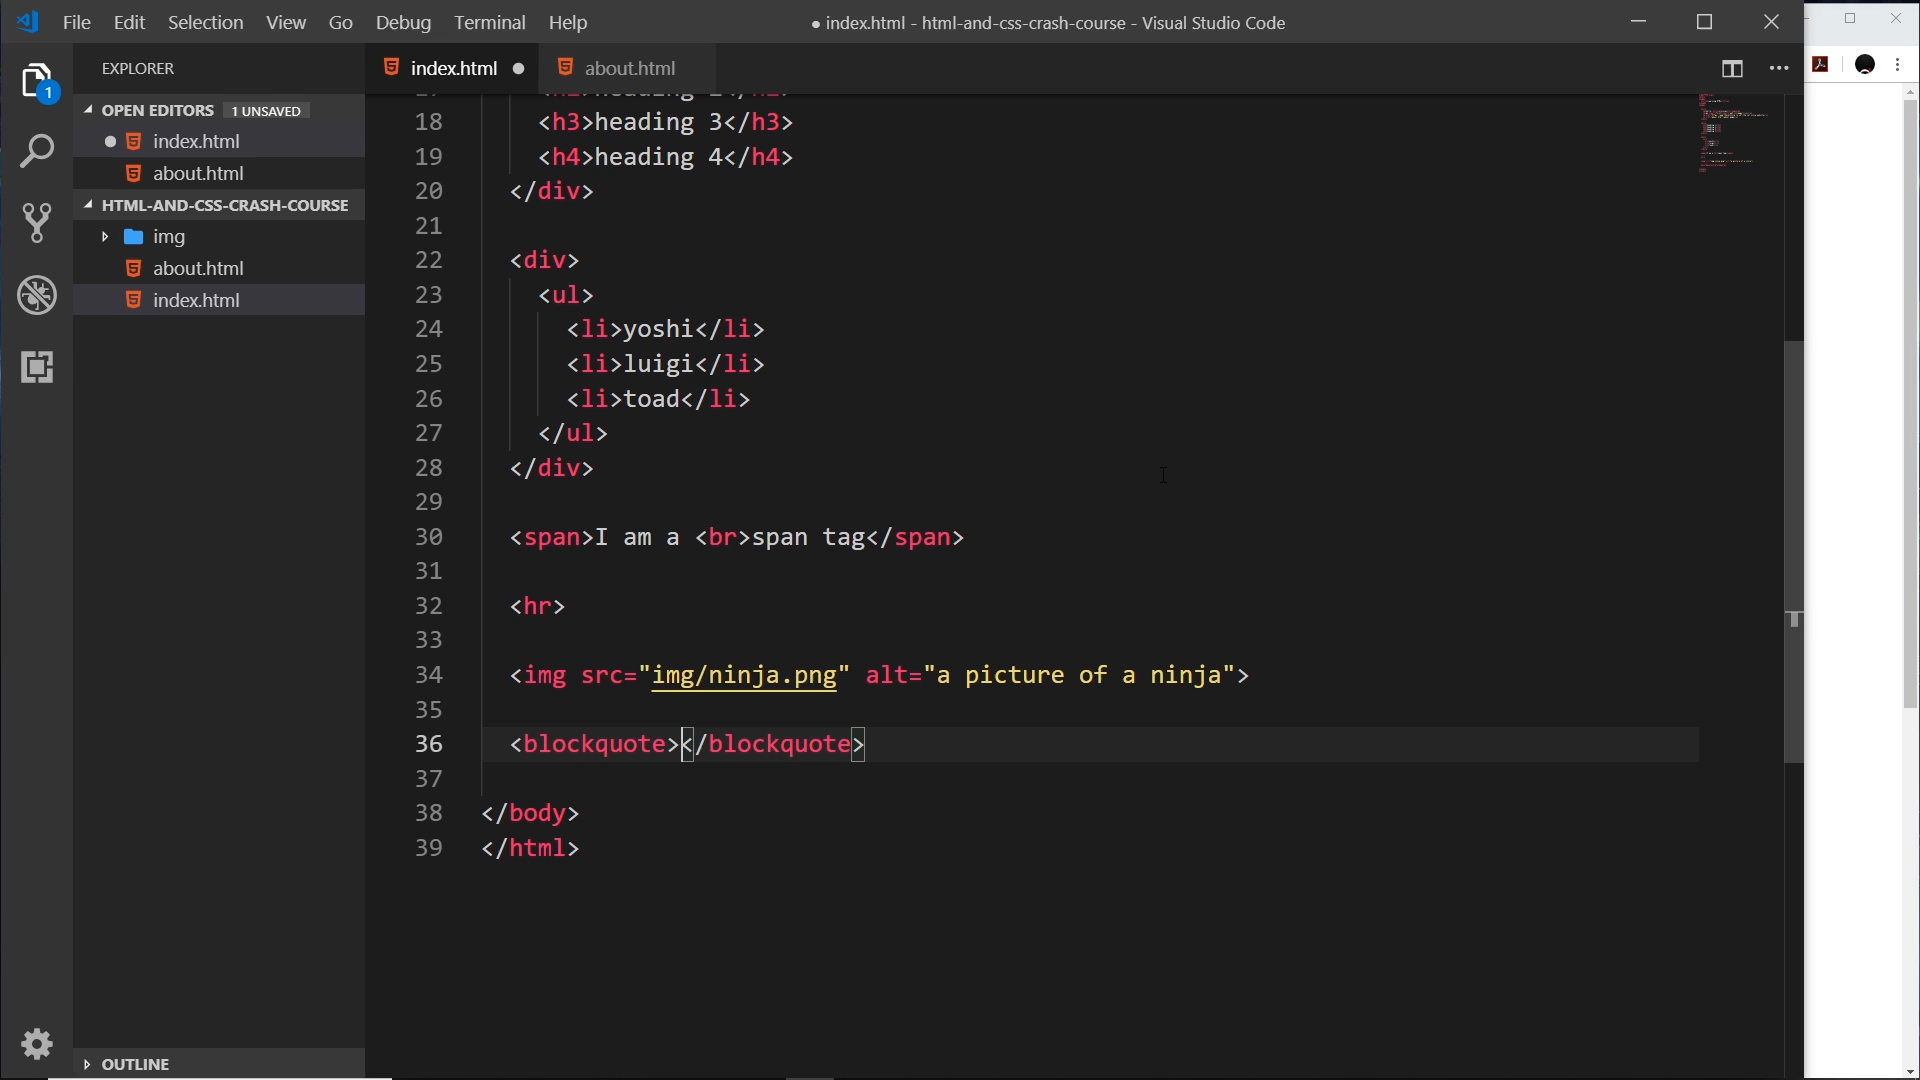 File Edit Selection View Go Debug Terminal Help
● index.html - html-and-css-crash-course - Visual Studio Code
EXPLORER
1
OPEN EDITORS 1 UNSAVED
index.html
about.html
HTML-AND-CSS-CRASH-COURSE
img
about.html
index.html
OUTLINE
index.html ●
about.html
18 <h3>heading 3</h3>
19 <h4>heading 4</h4>
20 </div>
21
22 <div>
23 <ul>
24 <li>yoshi</li>
25 <li>luigi</li>
26 <li>toad</li>
27 </ul>
28 </div>
29
30 <span>I am a <br>span tag</span>
31
32 <hr>
33
34 <img src="img/ninja.png" alt="a picture of a ninja">
35
36 <blockquote></blockquote>
37
38 </body>
39 </html>